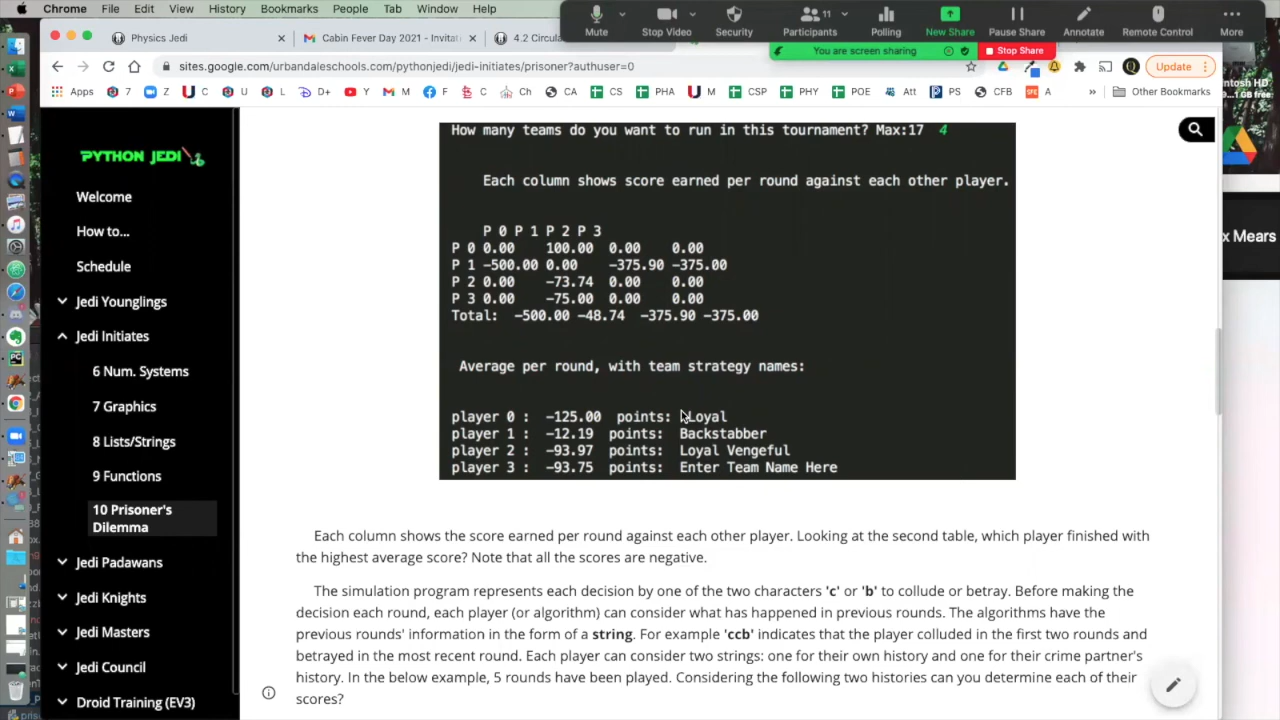 Chrome File Edit View History Bookmarks People Tab Window Help
Mute Stop Video Security Participants 11 Polling New Share Pause Share Annotate Remote Control More
Physics Jedi Cabin Fever Day 2021 - Invitat 4.2 Circula
You are screen sharing Stop Share
Update
Apps 7 Z C U L De Y M F C CA CS PHA M CSP PHY POE Att PS CFB A » Other Bookmarks
PYTHON JEDI
Welcome
How to...
Schedule
Jedi Younglings
Jedi Initiates
6 Num. Systems
7 Graphics
8 Lists/Strings
9 Functions
10 Prisoner's
Dilemma
Jedi Padawans
Jedi Knights
Jedi Masters
Jedi Council
Droid Training (EV3)
How many teams do you want to run in this tournament? Max:17 4
Each column shows score earned per round against each other player.
P 0 P 1 P 2 P 3
P 0 0.00 100.00 0.00 0.00
P 1 -500.00 0.00 -375.90 -375.00
P 2 0.00 -73.74 0.00 0.00
P 3 0.00 -75.00 0.00 0.00
Total: -500.00 -48.74 -375.90 -375.00
Average per round, with team strategy names:
player 0 : -125.00 points: Loyal
player 1 : -12.19 points: Backstabber
player 2 : -93.97 points: Loyal Vengeful
player 3 : -93.75 points: Enter Team Name Here
Each column shows the score earned per round against each other player. Looking at the second table, which player finished with
the highest average score? Note that all the scores are negative.
The simulation program represents each decision by one of the two characters 'c' or 'b' to collude or betray. Before making the
decision each round, each player (or algorithm) can consider what has happened in previous rounds. The algorithms have the
previous rounds' information in the form of a string. For example 'ccb' indicates that the player colluded in the first two rounds and
betrayed in the most recent round. Each player can consider two strings: one for their own history and one for their crime partner's
history. In the below example, 5 rounds have been played. Considering the following two histories can you determine each of their
scores?
x Mears